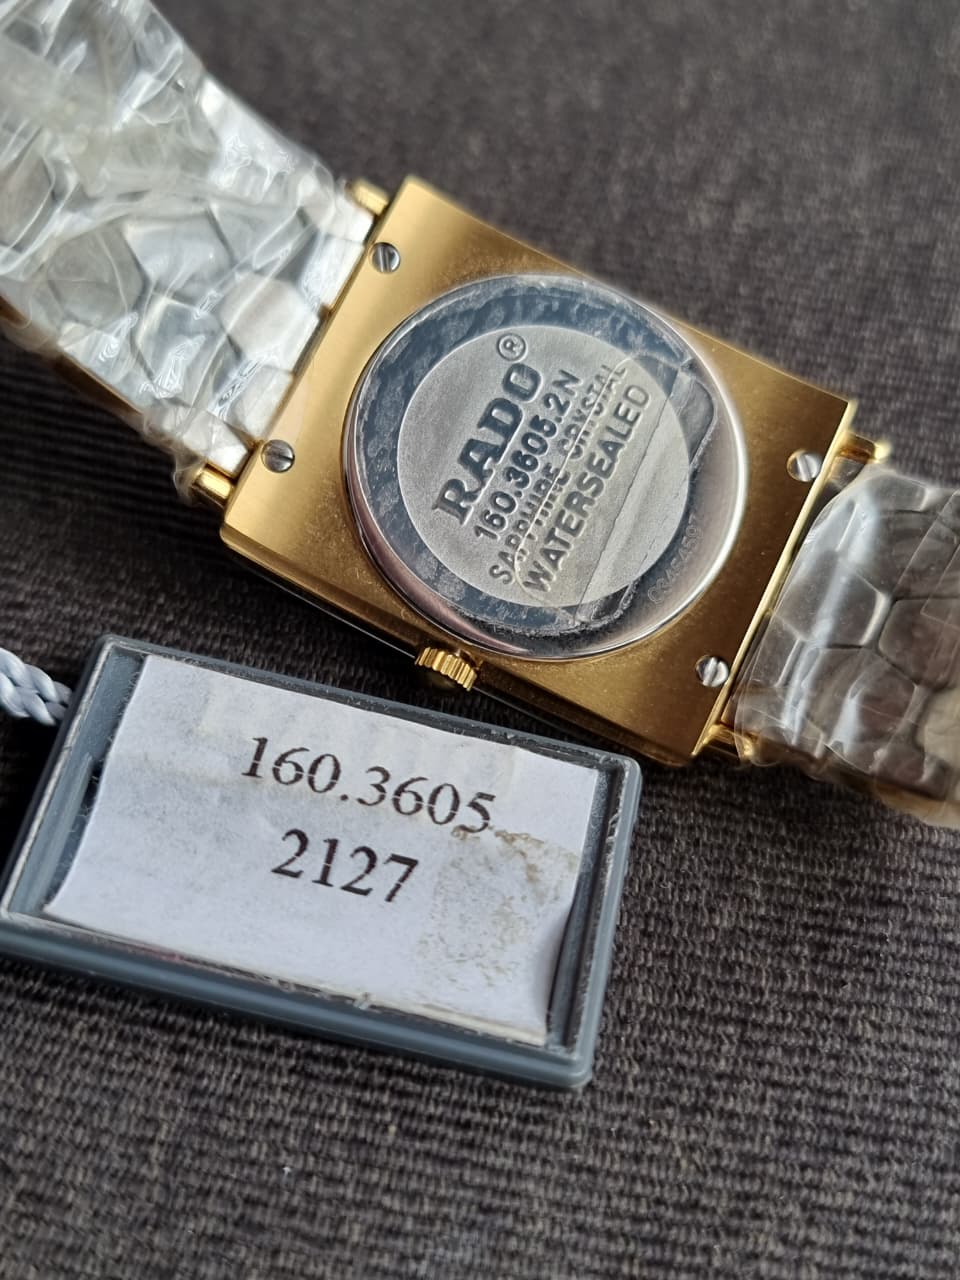 RADO®
160.3605.2N
SAPPHIRE CRYSTAL
WATERSEALED
160.3605
2127